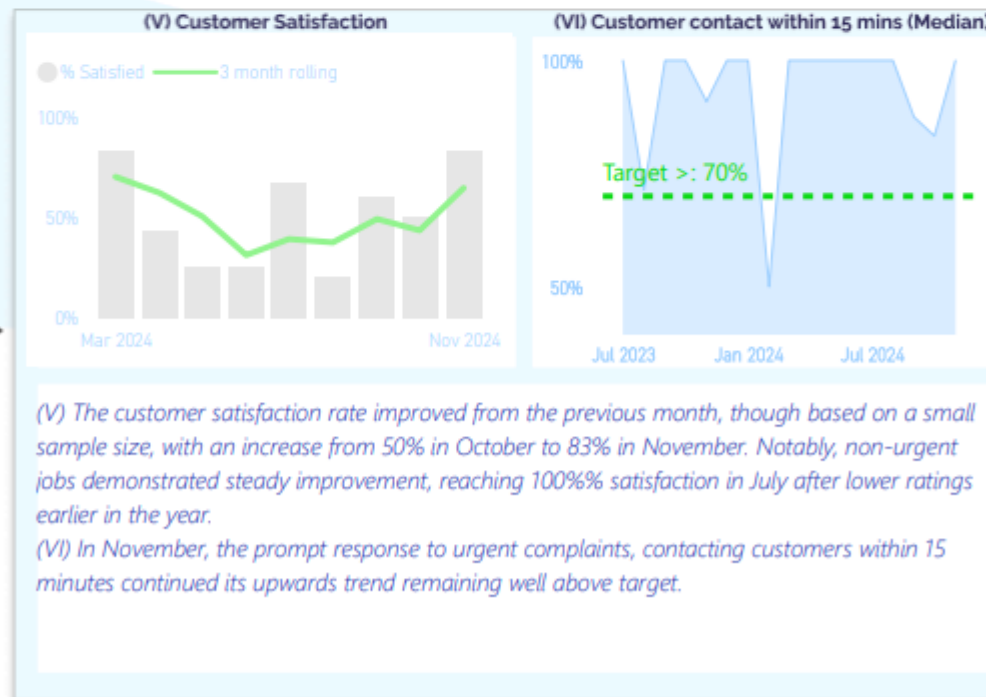 (V) Customer Satisfaction
% Satisfied
3 month rolling
100%
50%
0%
Mar 2024
Nov 2024
(VI) Customer contact within 15 mins (Median)
100%
Target >: 70%
50%
Jul 2023
Jan 2024
Jul 2024
(V) The customer satisfaction rate improved from the previous month, though based on a small
sample size, with an increase from 50% in October to 83% in November. Notably, non-urgent
jobs demonstrated steady improvement, reaching 100%% satisfaction in July after lower ratings
earlier in the year.
(VI) In November, the prompt response to urgent complaints, contacting customers within 15
minutes continued its upwards trend remaining well above target.